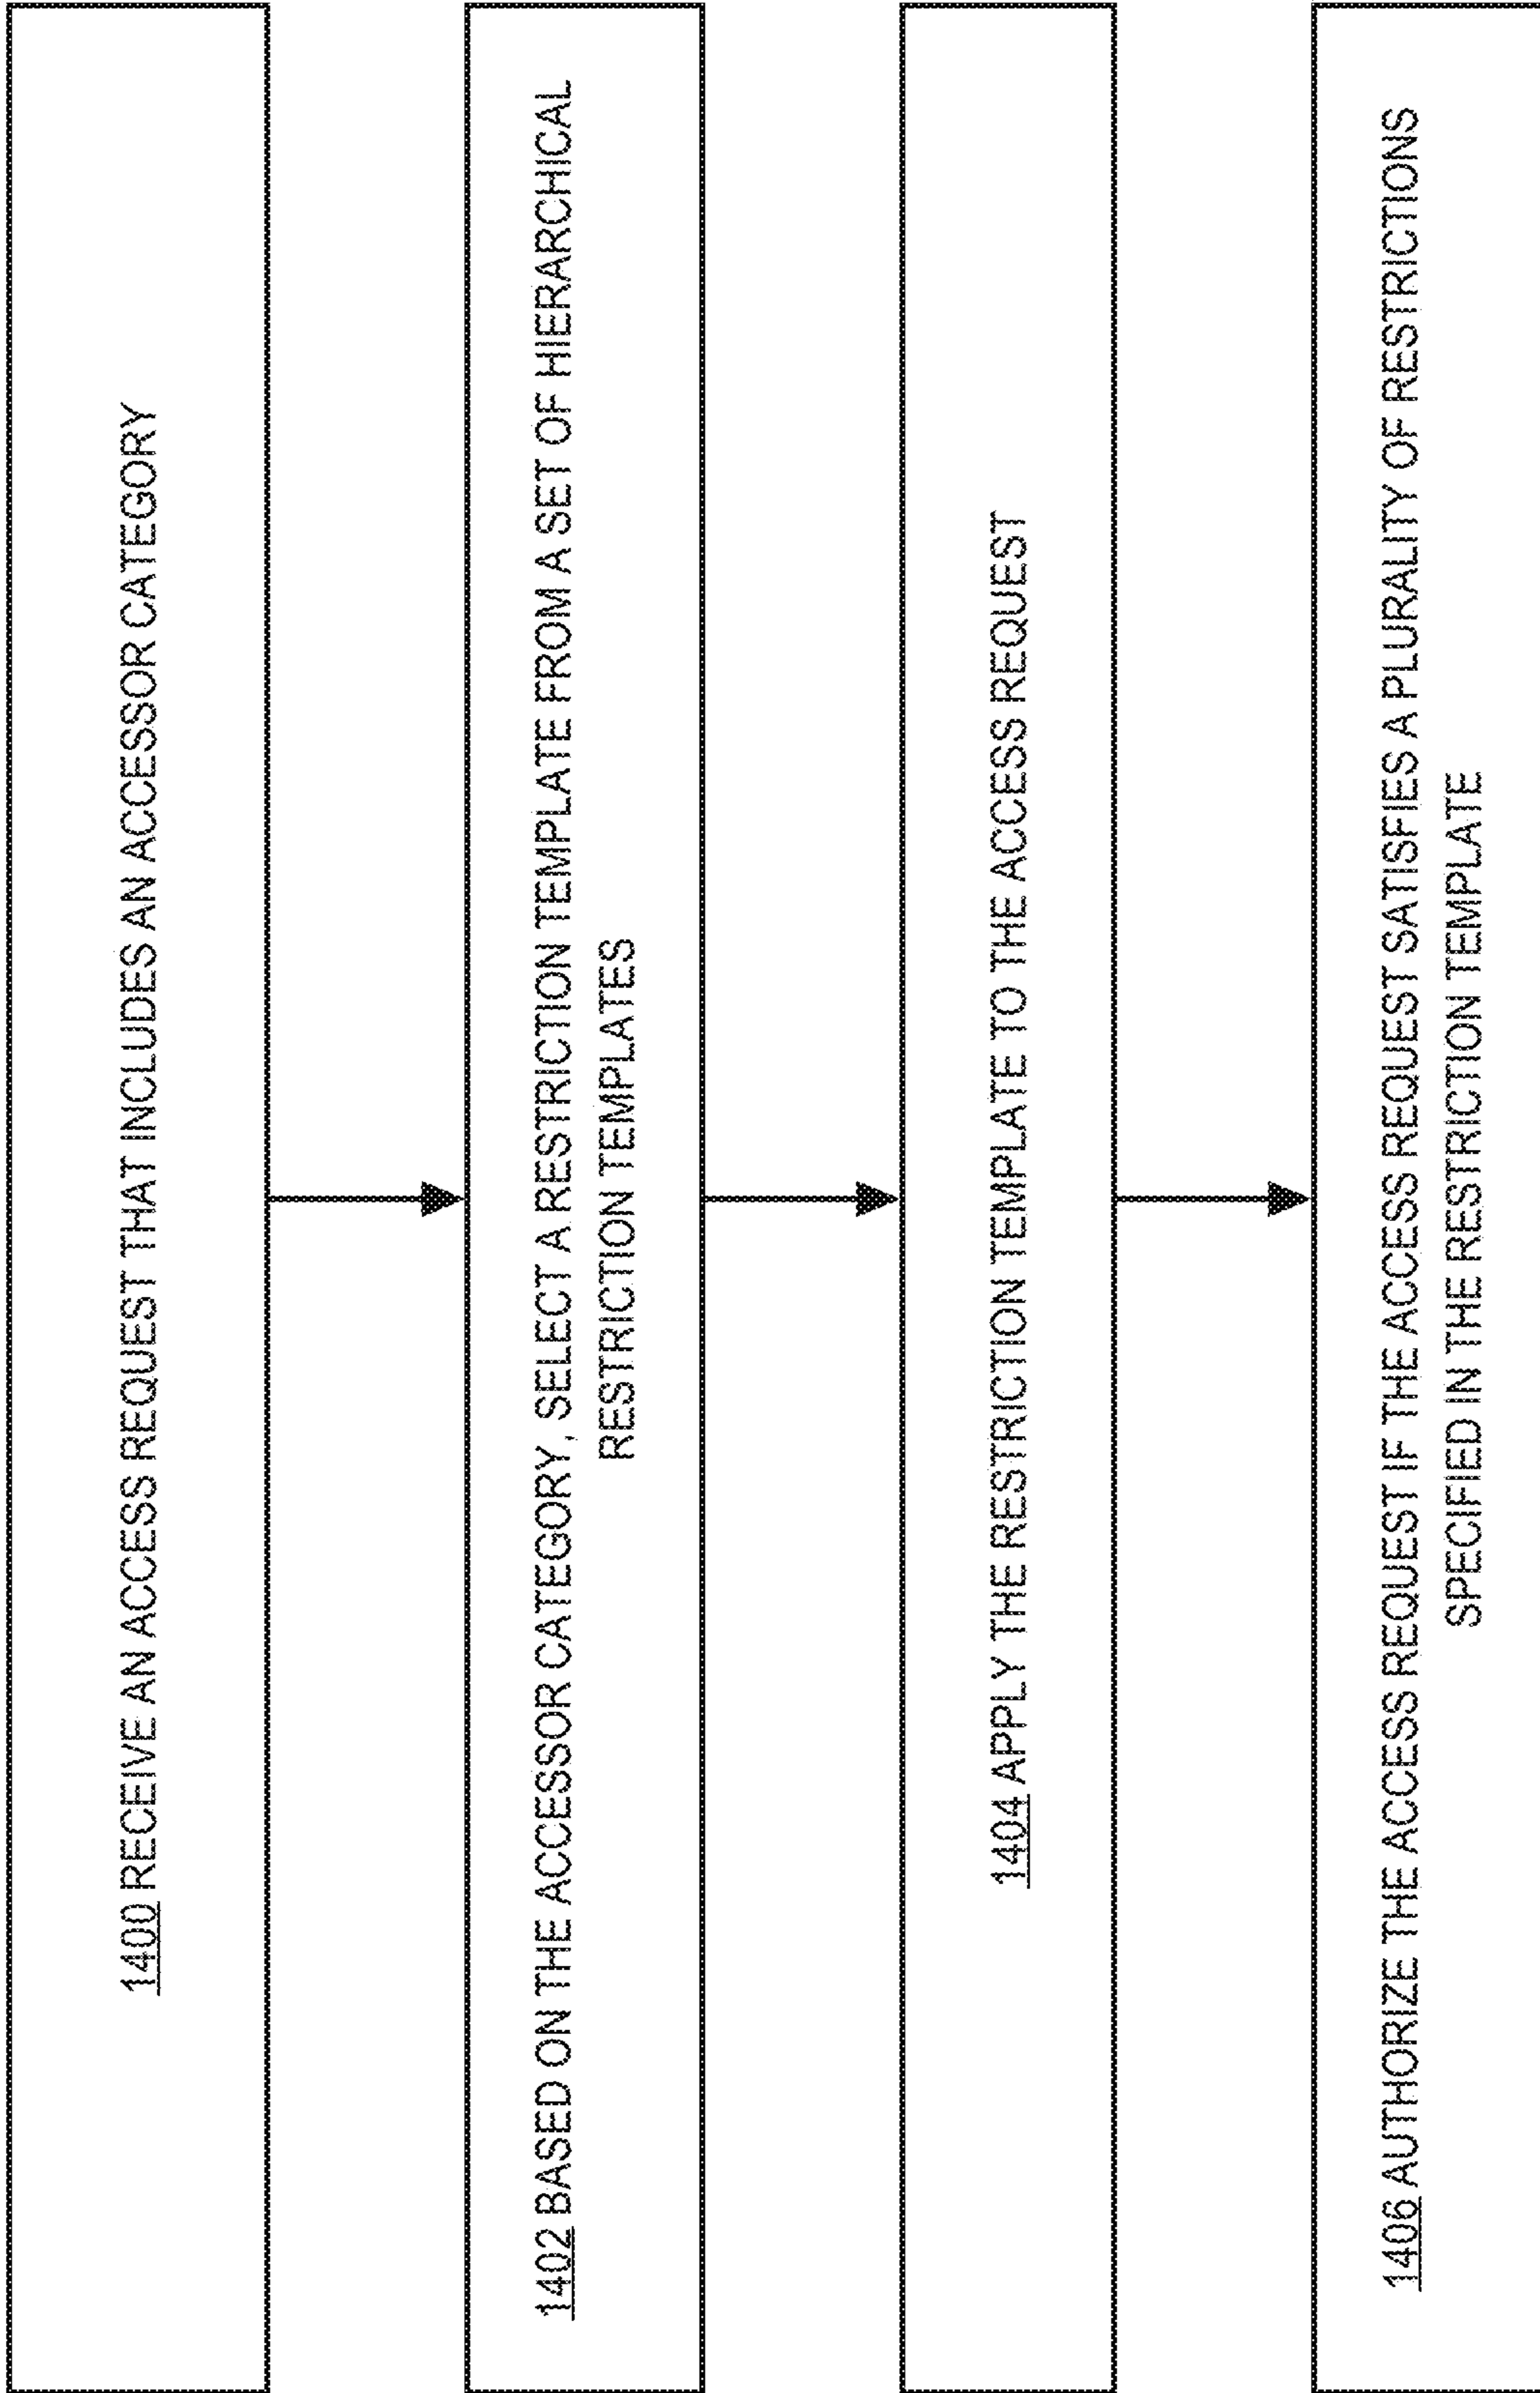 1400 RECEIVE AN ACCESS REQUEST THAT INCLUDES AN ACCESSOR CATEGORY
1402 BASED ON THE ACCESSOR CATEGORY, SELECT A RESTRICTION TEMPLATE FROM A SET OF HIERARCHICAL
RESTRICTION TEMPLATES
1404 APPLY THE RESTRICTION TEMPLATE TO THE ACCESS REQUEST
1406 AUTHORIZE THE ACCESS REQUEST IF THE ACCESS REQUEST SATISFIES A PLURALITY OF RESTRICTIONS
SPECIFIED IN THE RESTRICTION TEMPLATE